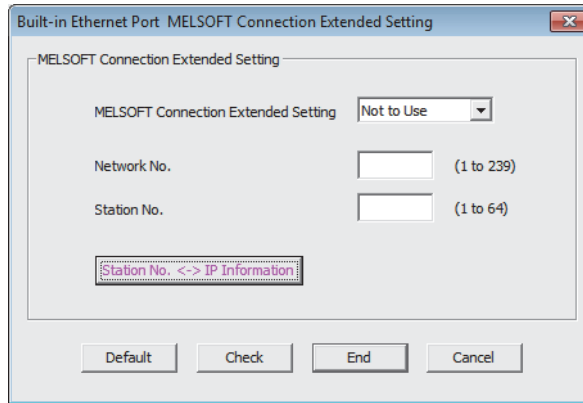 Built-in Ethernet Port  MELSOFT Connection Extended Setting
MELSOFT Connection Extended Setting
MELSOFT Connection Extended Setting Not to Use
Network No. (1 to 239)
Station No. (1 to 64)
Station No. <-> IP Information
Default Check End Cancel